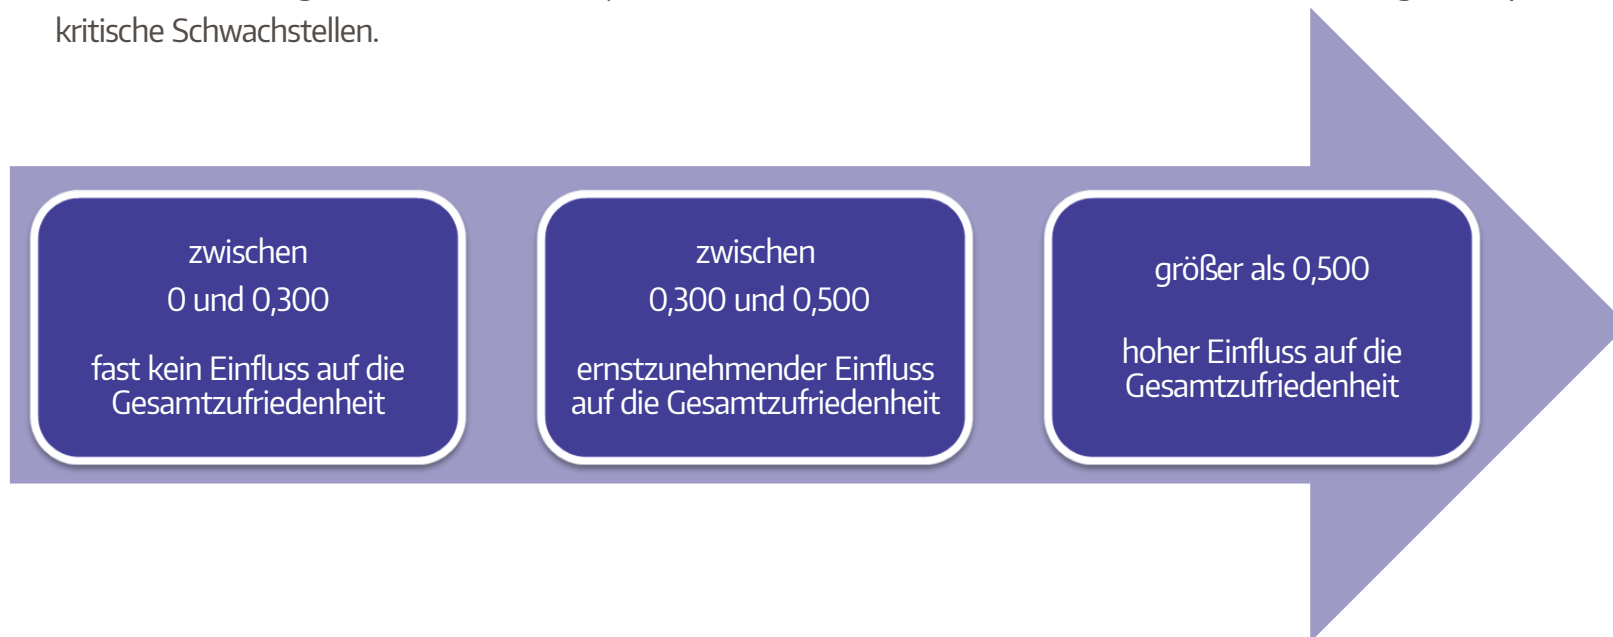 kritische Schwachstellen.
zwischen
0 und 0,300
fast kein Einfluss auf die
Gesamtzufriedenheit
zwischen
0,300 und 0,500
ernstzunehmender Einfluss
auf die Gesamtzufriedenheit
größer als 0,500
hoher Einfluss auf die
Gesamtzufriedenheit